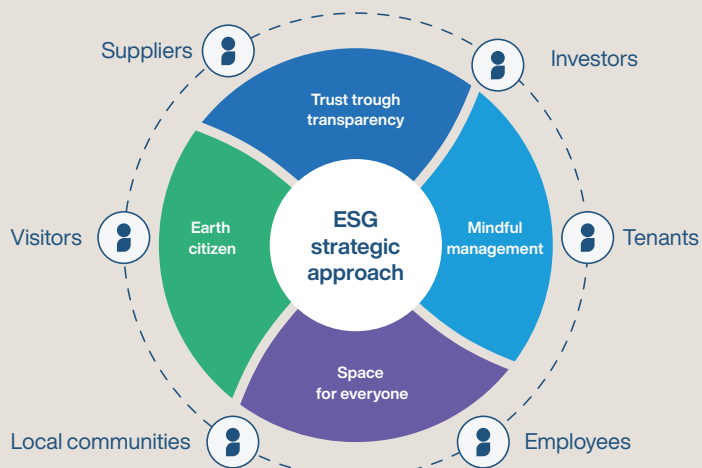 Suppliers
Investors
Trust trough
transparency
ESG
strategic
approach
Earth
citizen
Mindful
management
Visitors
Tenants
Space
for everyone
Local communities
Employees